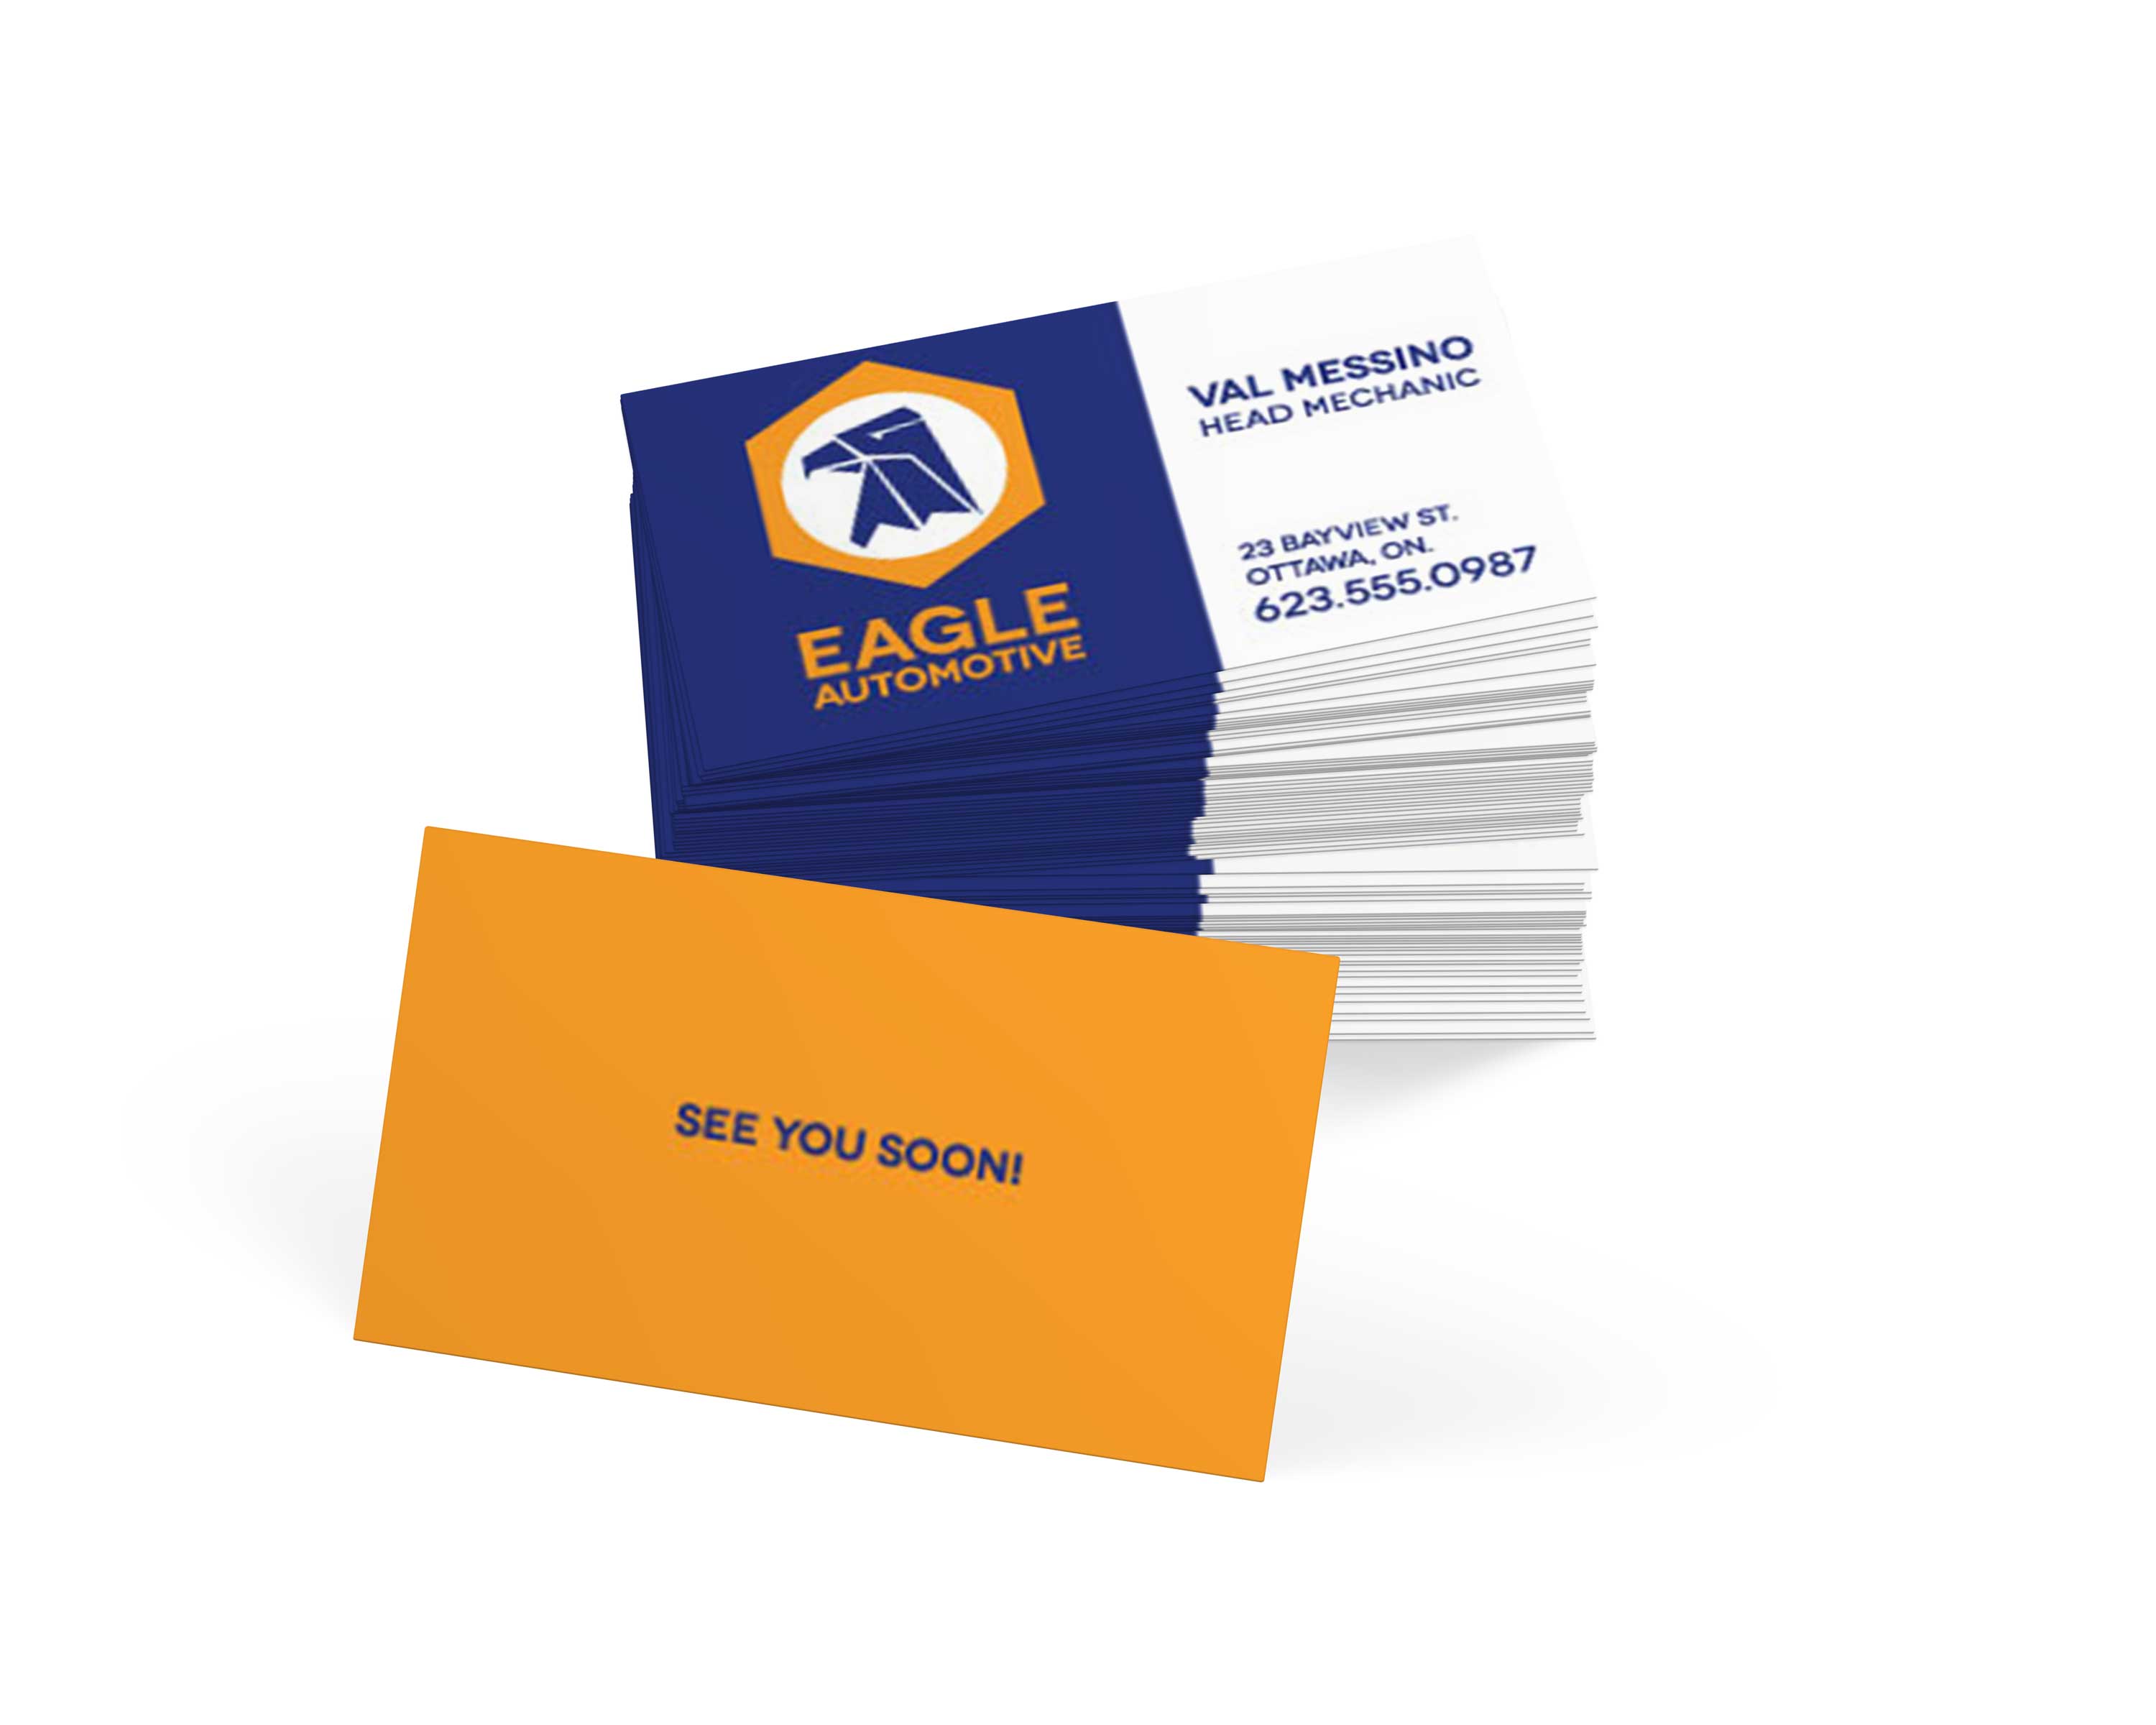 EAGLE
AUTOMOTIVE
VAL MESSINO
HEAD MECHANIC
23 BAYVIEW ST.
OTTAWA, ON.
623.555.0987
SEE YOU SOON!